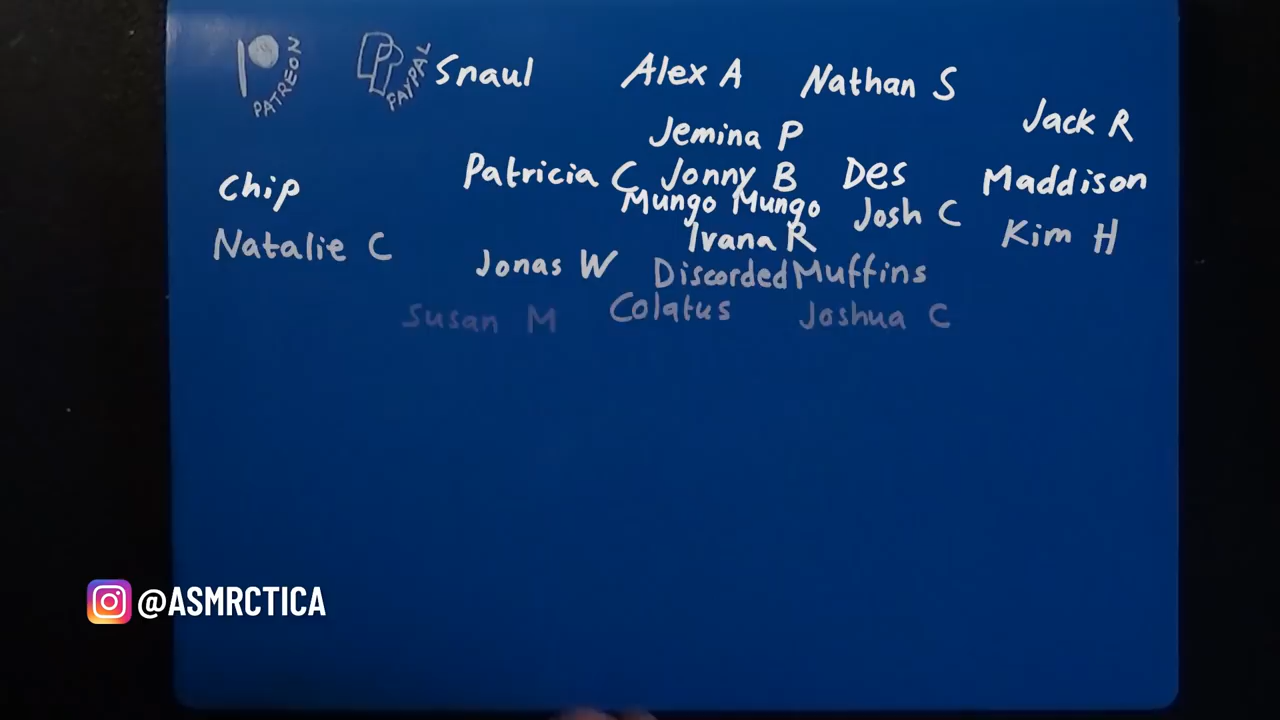 PATREON
PAYPAL
Snaul
Alex A
Nathan S
Jack R
Jemina P
Chip
Patricia C
Jonny B
Des
Maddison
Mungo Mungo
Josh C
Natalie C
Ivana R
Kim H
Jonas W
DiscordedMuffins
Susan M
Colatus
Joshua C
@ASMRCTICA